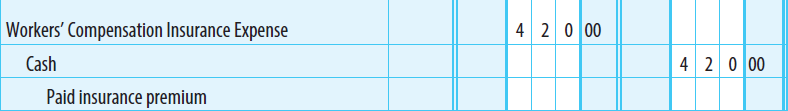 Workers’ Compensation Insurance Expense 4 2 0 00
Cash 4 2 0 00
Paid insurance premium